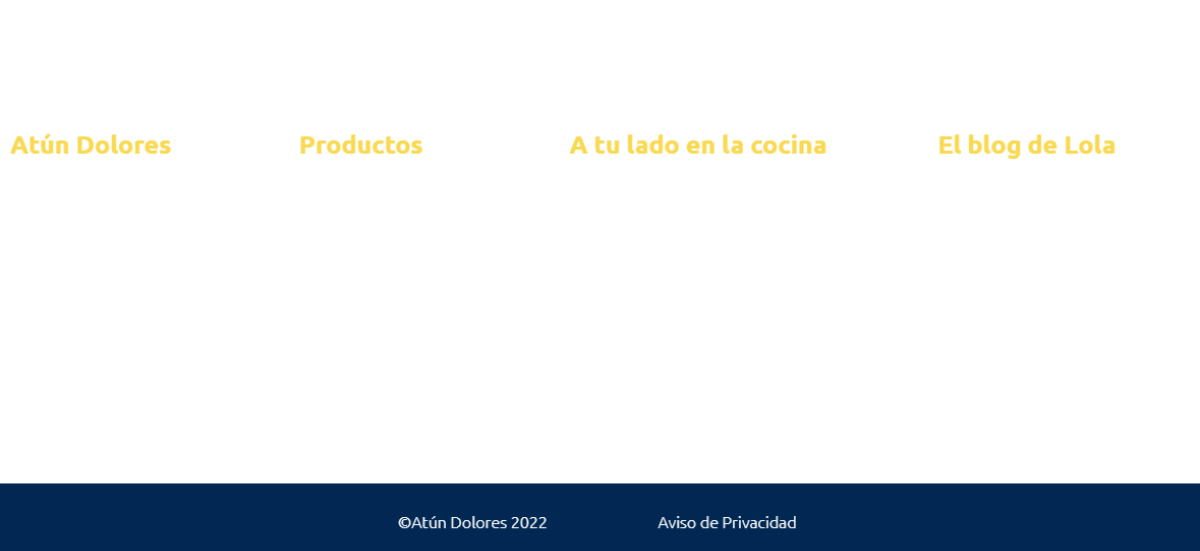 Atún Dolores
Productos
A tu lado en la cocina
El blog de Lola
©Atún Dolores 2022
Aviso de Privacidad